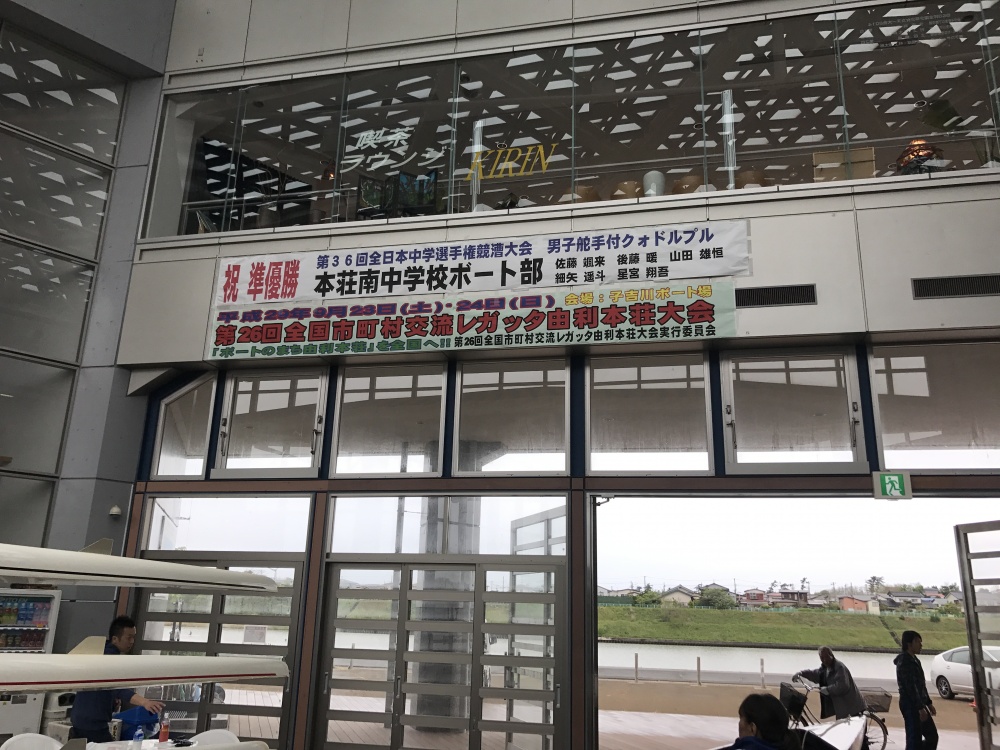 喫茶
ラウンジ
KIRIN
祝 準優勝
第36回全日本中学選手権競漕大会 男子舵手付クォドルプル
本荘南中学校ボート部
佐藤 颯来 後藤 暖 山田 雄恒
細矢 遥斗 星宮 翔吾
平成29年9月23日(土)・24日(日) 会場:子吉川ボート場
第26回全国市町村交流レガッタ由利本荘大会
「ボートのまち由利本荘」を全国へ!! 第26回全国市町村交流レガッタ由利本荘大会実行委員会